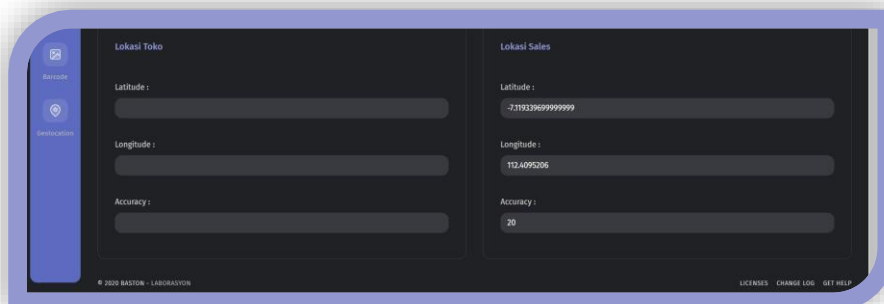 Barcode
Geolocation
Lokasi Toko
Latitude :
Longitude :
Accuracy :
Lokasi Sales
Latitude :
-7.119339699999999
Longitude :
112.4095206
Accuracy :
20
© 2020 BASTON - LABORASYON
LICENSES CHANGE LOG GET HELP